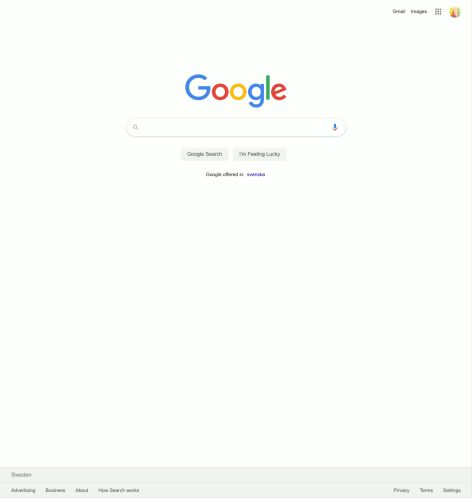 Gmail Images
Google
Google Search I'm Feeling Lucky
Google offered in: svenska
Sweden
Advertising Business About How Search works Privacy Terms Settings